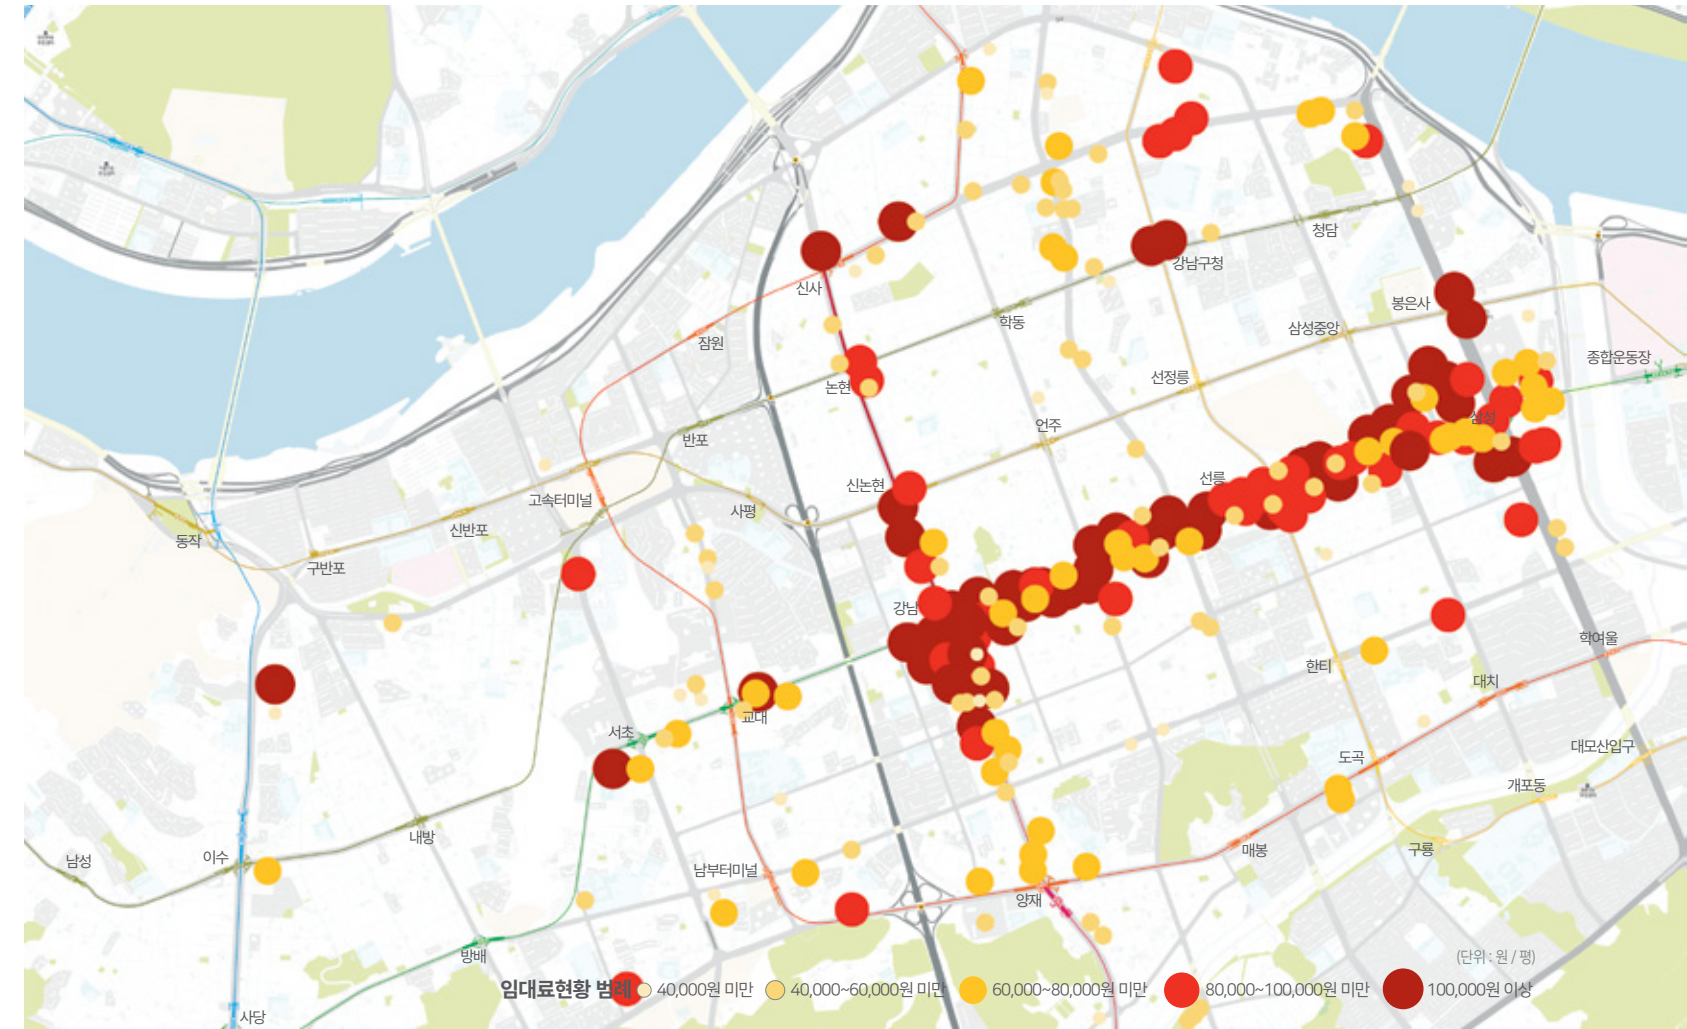 청담
강남구청
신사
봉은사
학동
삼성중앙
잠원
종합운동장
선정릉
논현
삼성
언주
반포
선릉
신논현
고속터미널
사평
신반포
동작
구반포
강남
학여울
한티
대치
교대
서초
대모산입구
도곡
개포동
내방
매봉
구룡
이수
남성
남부터미널
양재
방배
(단위 : 원 / 평)
임대료현황 범례 40,000원 미만 40,000~60,000원 미만 60,000~80,000원 미만 80,000~100,000원 미만 100,000원 이상
사당